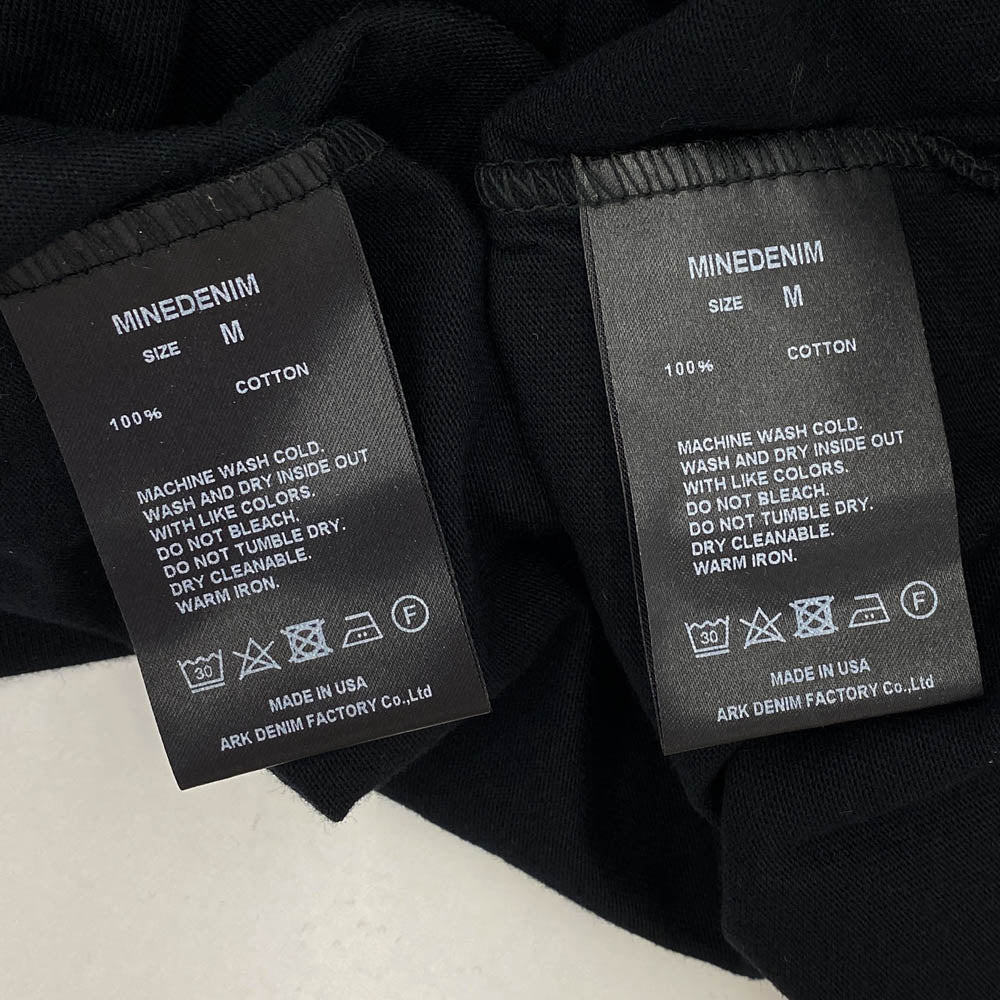 MINEDENIM
SIZE M
COTTON
100%
MACHINE WASH COLD.
WASH AND DRY INSIDE OUT
WITH LIKE COLORS.
DO NOT BLEACH.
DO NOT TUMBLE DRY.
DRY CLEANABLE.
WARM IRON.
30 F
MADE IN USA
ARK DENIM FACTORY Co.,Ltd
MINEDENIM
SIZE M
100% COTTON
MACHINE WASH COLD.
WASH AND DRY INSIDE OUT
WITH LIKE COLORS.
DO NOT BLEACH.
DO NOT TUMBLE DRY.
DRY CLEANABLE.
WARM IRON.
30 F
MADE IN USA
ARK DENIM FACTORY Co.,Ltd